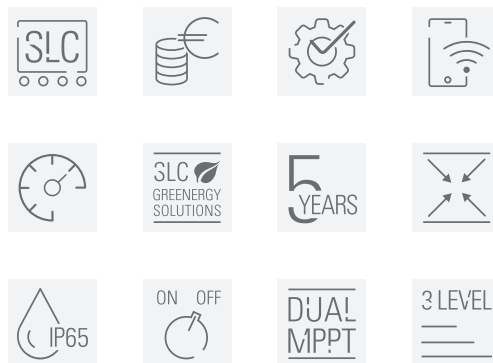 SLC
€
SLC
GREENERGY
SOLUTIONS
5
YEARS
IP65
ON OFF
DUAL
MPPT
3 LEVEL